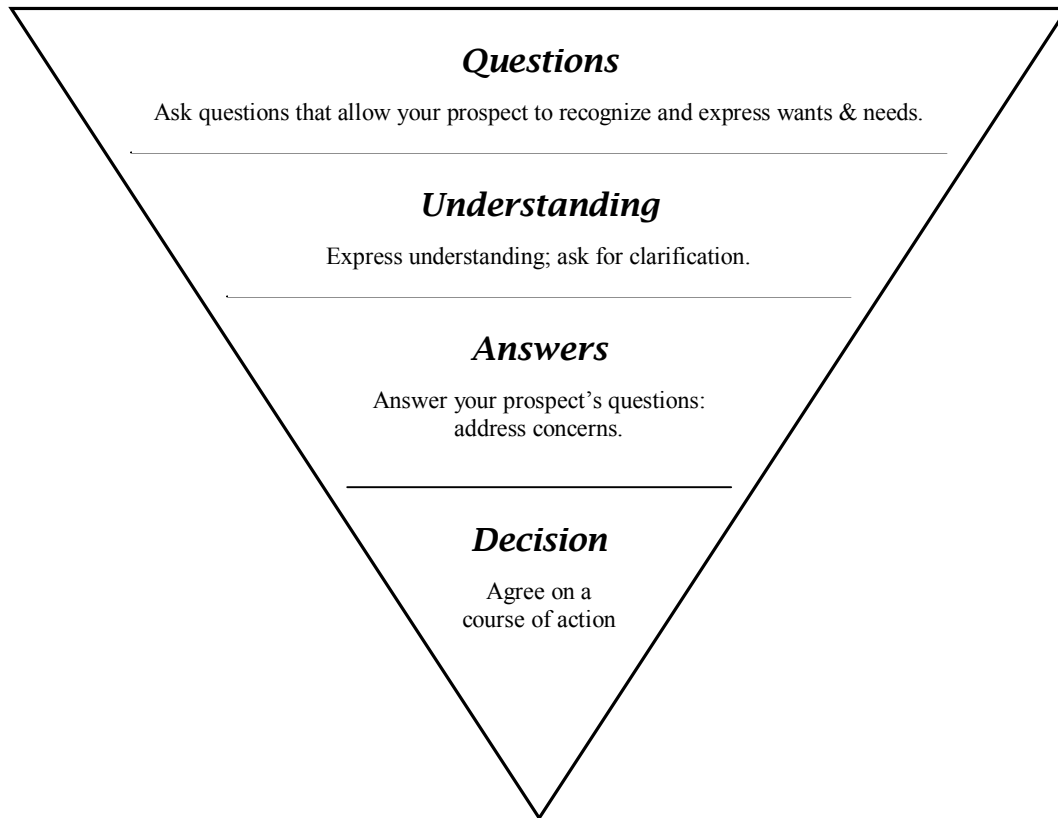 Questions
Ask questions that allow your prospect to recognize and express wants & needs.
Understanding
Express understanding; ask for clarification.
Answers
Answer your prospect’s questions:
address concerns.
Decision
Agree on a
course of action